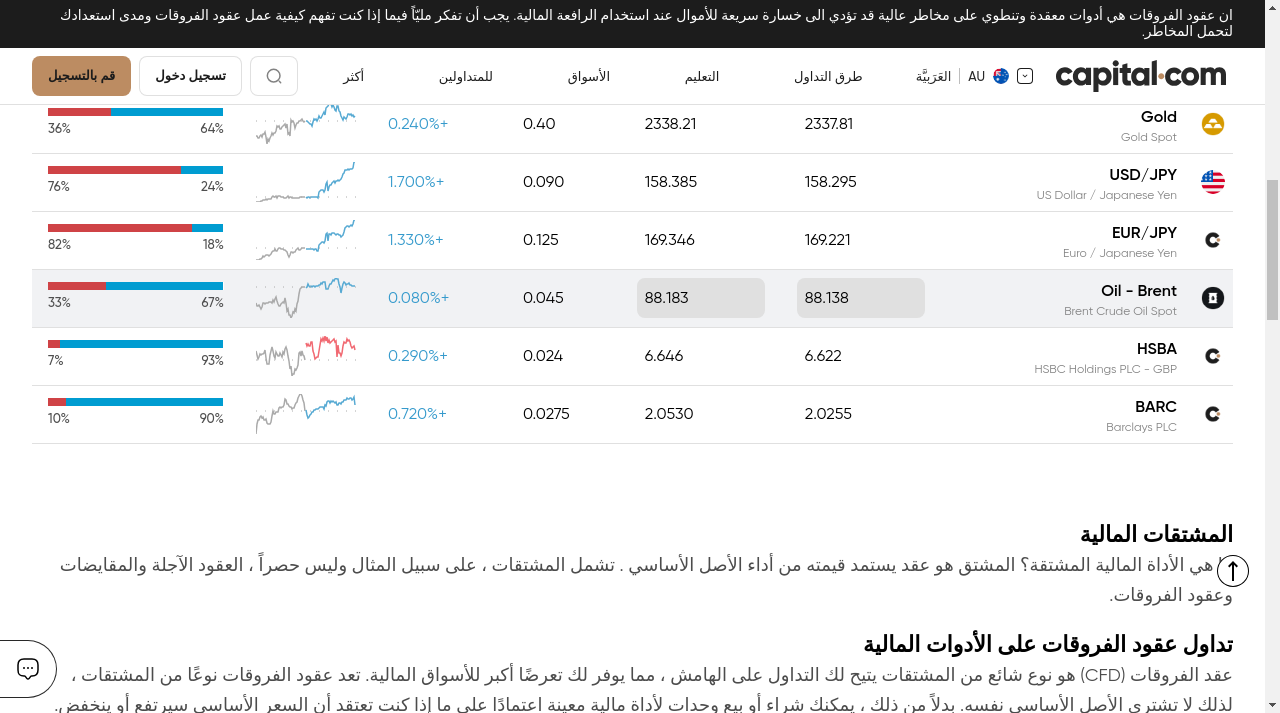 ان عقود الفروقات هي أدوات معقدة وتنطوي على مخاطر عالية قد تؤدي الى خسارة سريعة للأموال عند استخدام الرافعة المالية. يجب أن تفكر مليّاً فيما إذا كنت تفهم كيفية عمل عقود الفروقات ومدى استعدادك
لتحمل المخاطر.
capital.com AU العَرَبيَّة طرق التداول التعليم الأسواق للمتداولين أكثر تسجيل دخول قم بالتسجيل
Gold 2337.81 2338.21 0.40 0.240%+ 64% 36%
Gold Spot
USD/JPY 158.295 158.385 0.090 1.700%+ 24% 76%
US Dollar / Japanese Yen
EUR/JPY 169.221 169.346 0.125 1.330%+ 18% 82%
Euro / Japanese Yen
Oil - Brent 88.138 88.183 0.045 0.080%+ 67% 33%
Brent Crude Oil Spot
HSBA 6.622 6.646 0.024 0.290%+ 93% 7%
HSBC Holdings PLC - GBP
BARC 2.0255 2.0530 0.0275 0.720%+ 90% 10%
Barclays PLC
المشتقات المالية
هي الأداة المالية المشتقة؟ المشتق هو عقد يستمد قيمته من أداء الأصل الأساسي . تشمل المشتقات ، على سبيل المثال وليس حصراً ، العقود الآجلة والمقايضات
وعقود الفروقات.
تداول عقود الفروقات على الأدوات المالية
عقد الفروقات (CFD) هو نوع شائع من المشتقات يتيح لك التداول على الهامش ، مما يوفر لك تعرضًا أكبر للأسواق المالية. تعد عقود الفروقات نوعًا من المشتقات ،
لذلك لا تشتري الأصل الأساسي نفسه. بدلاً من ذلك ، يمكنك شراء أو بيع وحدات لأداة مالية معينة اعتمادًا على ما إذا كنت تعتقد أن السعر الأساسي سيرتفع أو ينخفض.